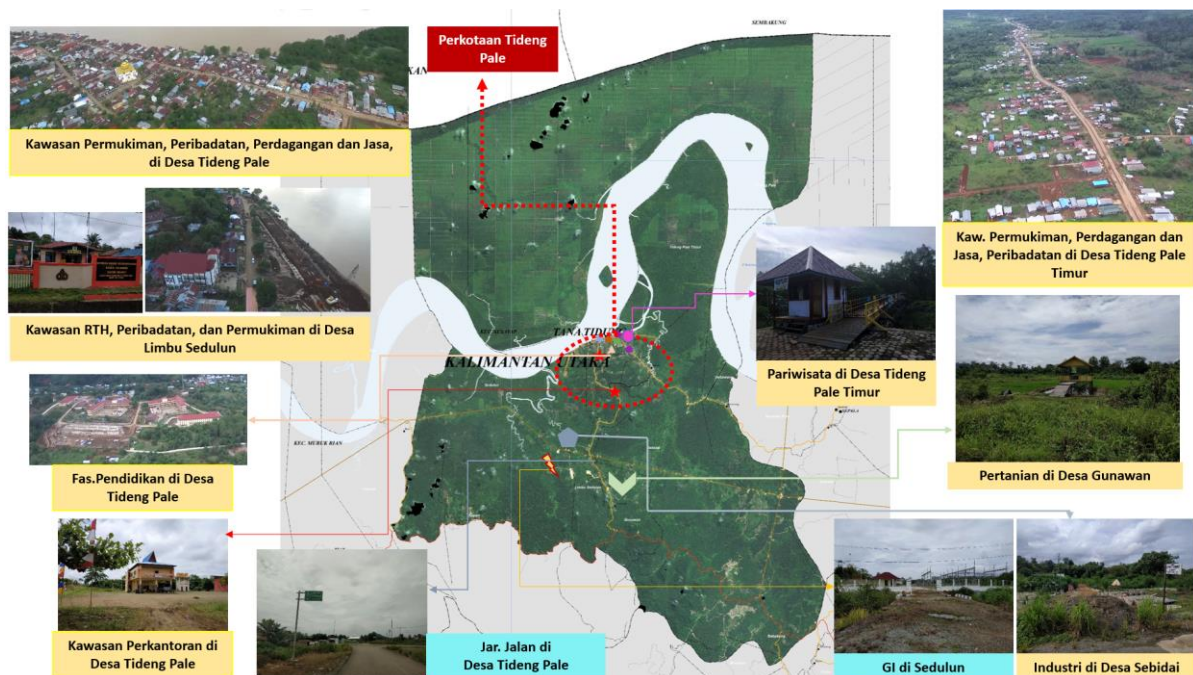 Perkotaan Tideng
Pale
SEMBAKUNG
KAN
Kawasan Permukiman, Peribadatan, Perdagangan dan Jasa,
di Desa Tideng Pale
Kaw. Permukiman, Perdagangan dan
Jasa, Peribadatan di Desa Tideng Pale
Timur
Kawasan RTH, Peribadatan, dan Permukiman di Desa
Limbu Sedulun
TANA TIDUNG
KALIMANTAN UTARA
Pariwisata di Desa Tideng
Pale Timur
KEC. MURUK RIAN
Fas.Pendidikan di Desa
Tideng Pale
Pertanian di Desa Gunawan
Kawasan Perkantoran di
Desa Tideng Pale
Jar. Jalan di
Desa Tideng Pale
GI di Sedulun
Industri di Desa Sebidai